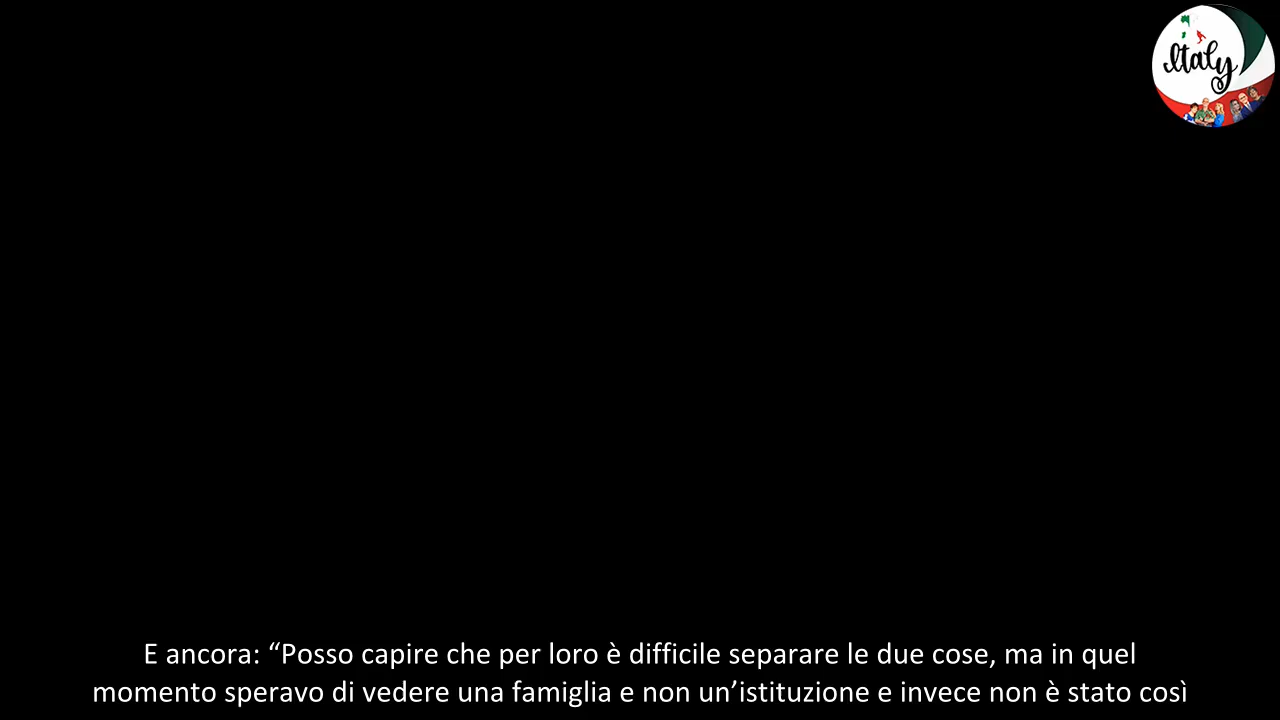 Italy
E ancora: “Posso capire che per loro è difficile separare le due cose, ma in quel
momento speravo di vedere una famiglia e non un’istituzione e invece non è stato così